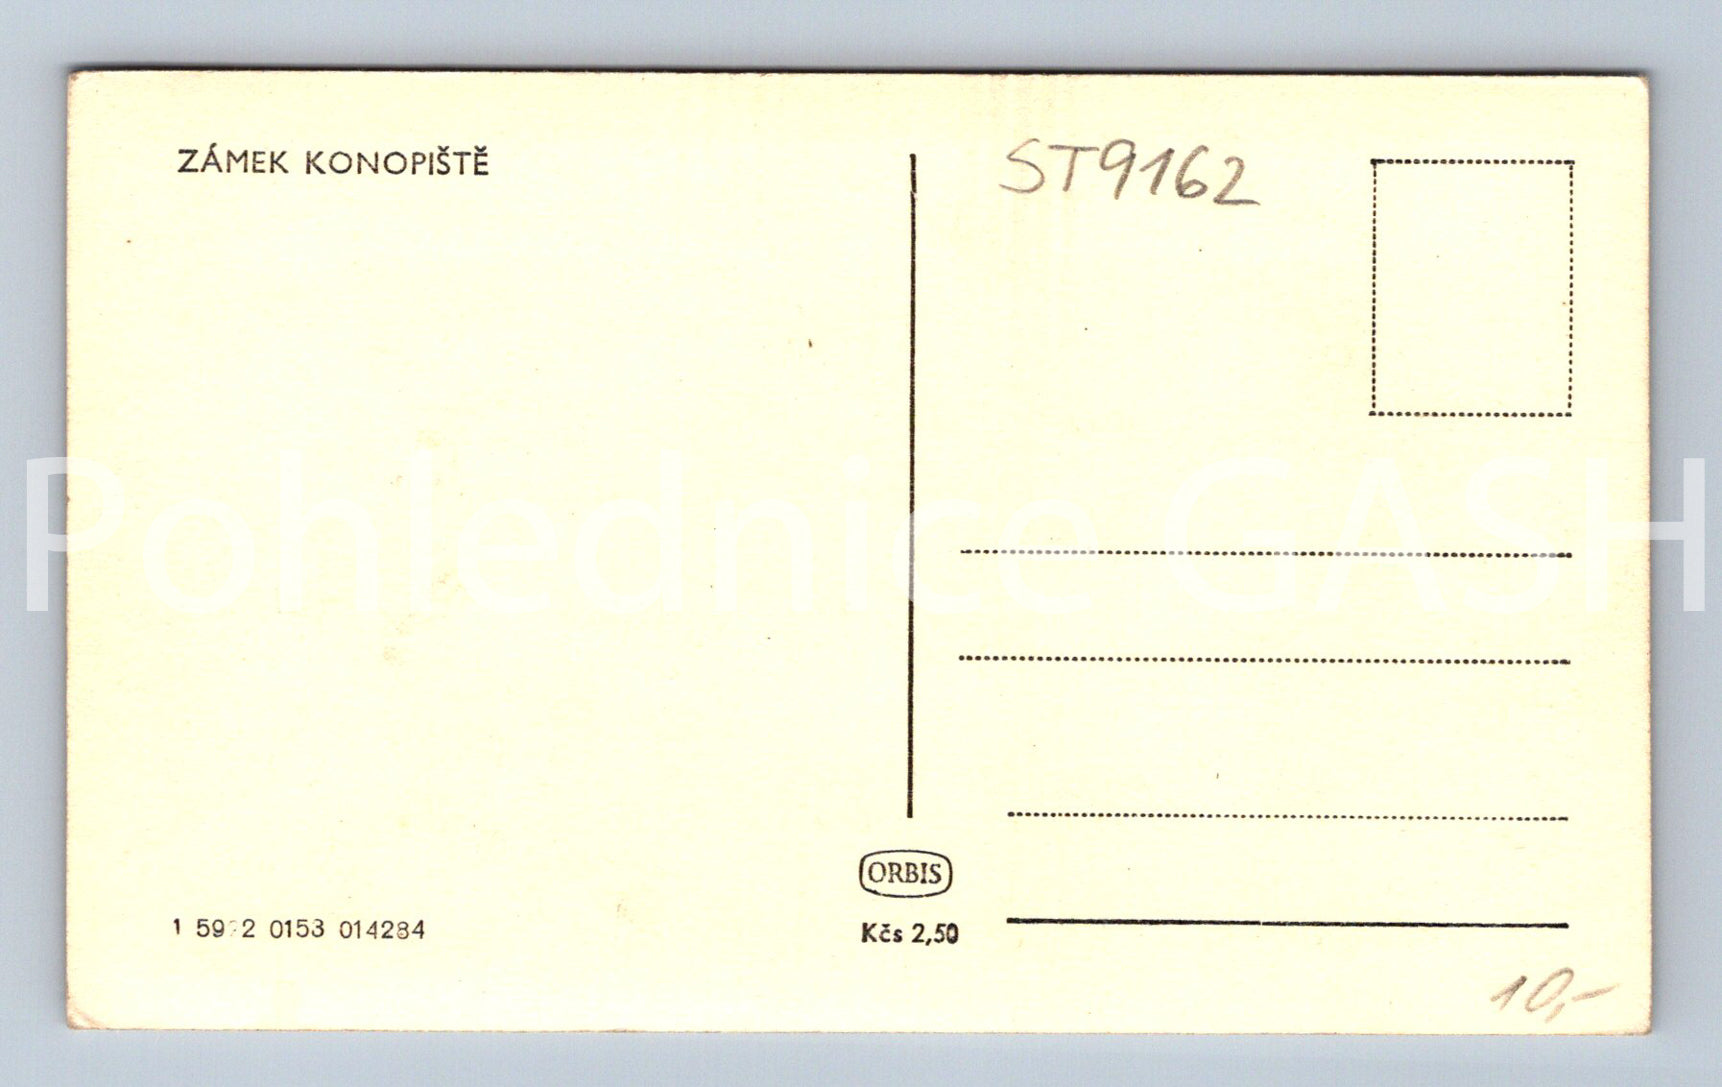 ZÁMEK KONOPIŠTĚ
ST9162
Pohlednice GASH
ORBIS
1 0153 014284
Kčs 2,50
10,-